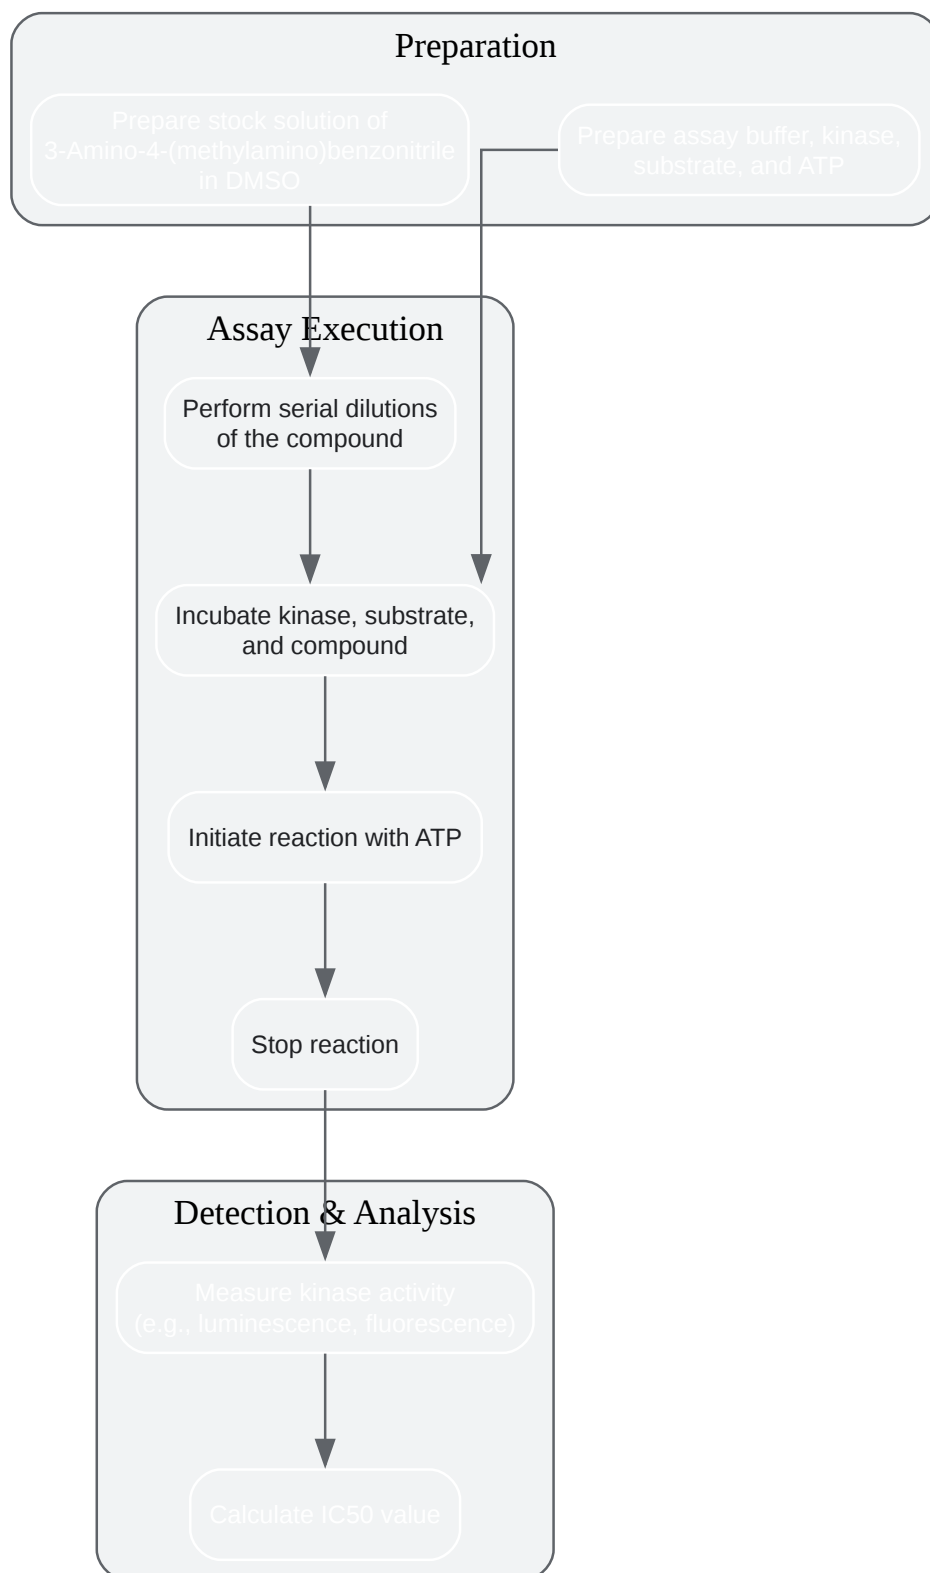 Preparation
Prepare stock solution of
3-Amino-4-(methylamino)benzonitrile
in DMSO
Prepare assay buffer, kinase,
substrate, and ATP
Assay Execution
Perform serial dilutions
of the compound
Incubate kinase, substrate,
and compound
Initiate reaction with ATP
Stop reaction
Detection & Analysis
Measure kinase activity
(e.g., luminescence, fluorescence)
Calculate IC50 value